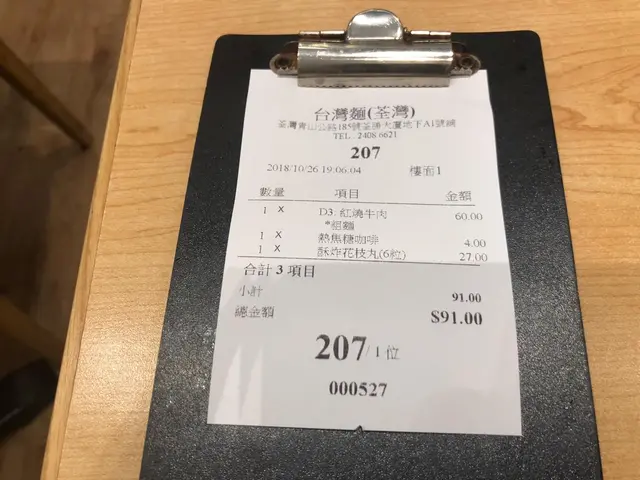 台灣麵(荃灣)
荃灣青山公路185號荃勝大廈地下A1號鋪
TEL : 2408 6621
207
2018/10/26 19:06:04 樓面1
數量 項目 金額
1 X D3: 紅燒牛肉 60.00
*粗麵
1 X 熱焦糖咖啡 4.00
1 X 酥炸花枝丸(6粒) 27.00
合計 3 項目
小計 91.00
總金額 $91.00
207/ 1 位
000527